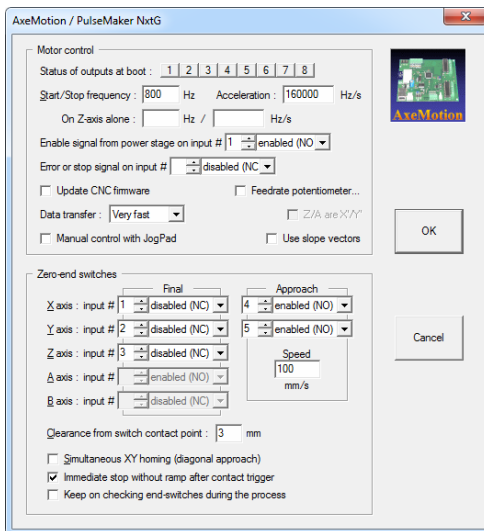 AxeMotion / PulseMaker NxtG
Motor control
Status of outputs at boot : 1 2 3 4 5 6 7 8
Start/Stop frequency : 800 Hz Acceleration : 160000 Hz/s
On Z-axis alone : Hz / Hz/s
Enable signal from power stage on input # 1 enabled (NO
Error or stop signal on input # disabled (NC
Update CNC firmware Feedrate potentiometer...
Data transfer : Very fast Z/A are X'/Y'
Manual control with JogPad Use slope vectors
AxeMotion
OK
Cancel
Zero-end switches
Final Approach
X axis : input # 1 disabled (NC) 4 enabled (NO)
Y axis : input # 2 disabled (NC) 5 enabled (NO)
Z axis : input # 3 disabled (NC) Speed
A axis : input # enabled (NO) 100
B axis : input # disabled (NC) mm/s
Clearance from switch contact point : 3 mm
Simultaneous XY homing (diagonal approach)
Immediate stop without ramp after contact trigger
Keep on checking end-switches during the process